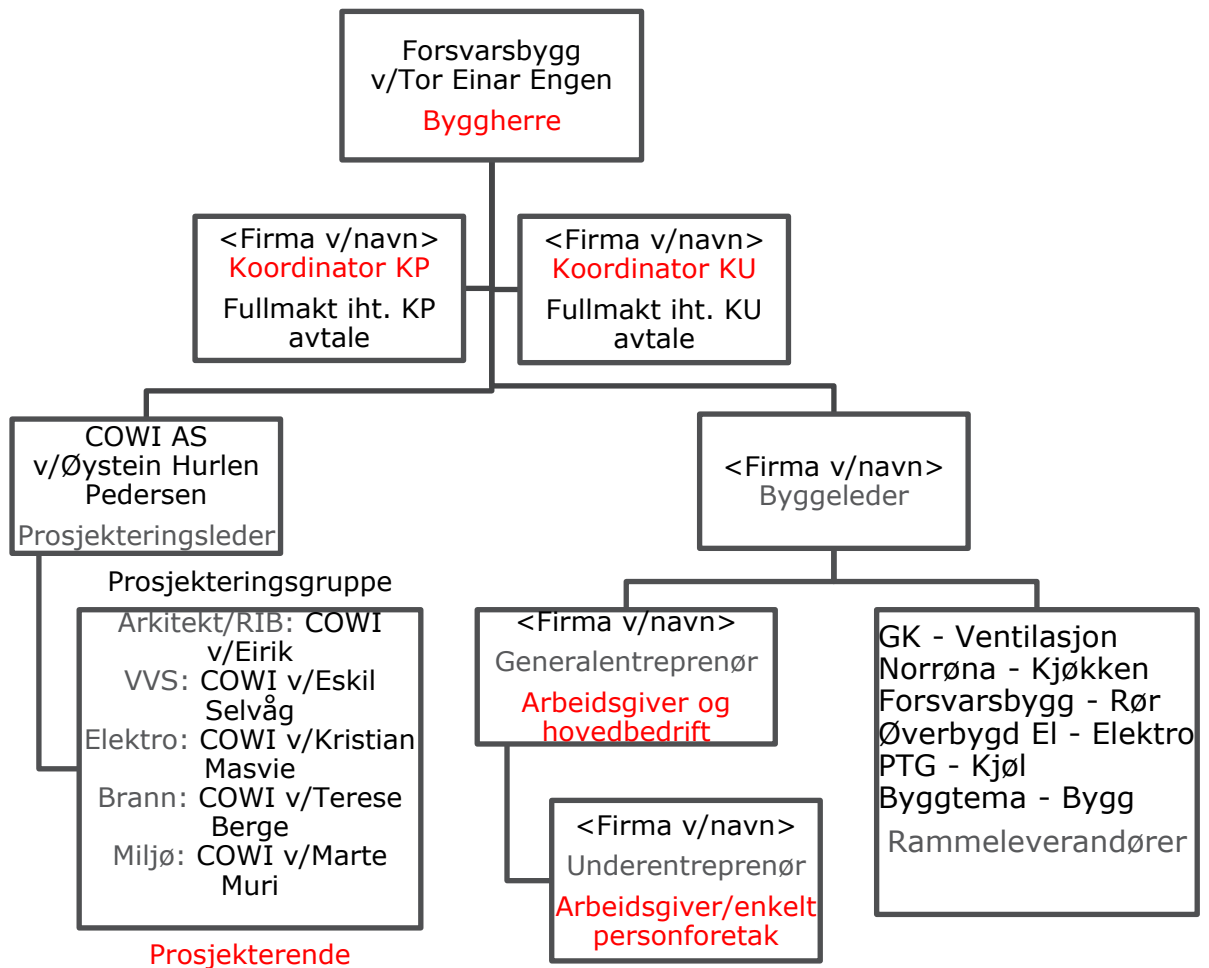 Forsvarsbygg
v/Tor Einar Engen
Byggherre
<Firma v/navn>
Koordinator KP
Fullmakt iht. KP
avtale
<Firma v/navn>
Koordinator KU
Fullmakt iht. KU
avtale
COWI AS
v/Øystein Hurlen
Pedersen
Prosjekteringsleder
<Firma v/navn>
Byggeleder
Prosjekteringsgruppe
Arkitekt/RIB: COWI
v/Eirik
VVS: COWI v/Eskil
Selvåg
Elektro: COWI v/Kristian
Masvie
Brann: COWI v/Terese
Berge
Miljø: COWI v/Marte
Muri
Prosjekterende
<Firma v/navn>
Generalentreprenør
Arbeidsgiver og
hovedbedrift
<Firma v/navn>
Underentreprenør
Arbeidsgiver/enkelt
personforetak
GK - Ventilasjon
Norrøna - Kjøkken
Forsvarsbygg - Rør
Øverbygd El - Elektro
PTG - Kjøl
Byggtema - Bygg
Rammeleverandører